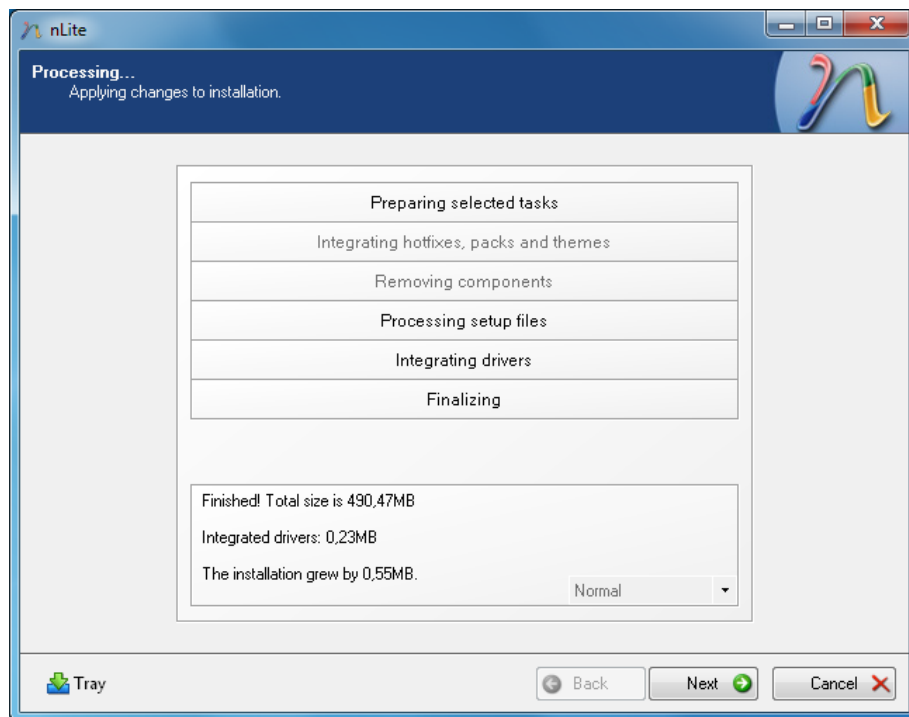 nLite
Processing...
Applying changes to installation.
Preparing selected tasks
Integrating hotfixes, packs and themes
Removing components
Processing setup files
Integrating drivers
Finalizing
Finished! Total size is 490,47MB
Integrated drivers: 0,23MB
The installation grew by 0,55MB.
Normal
Tray
Back
Next
Cancel